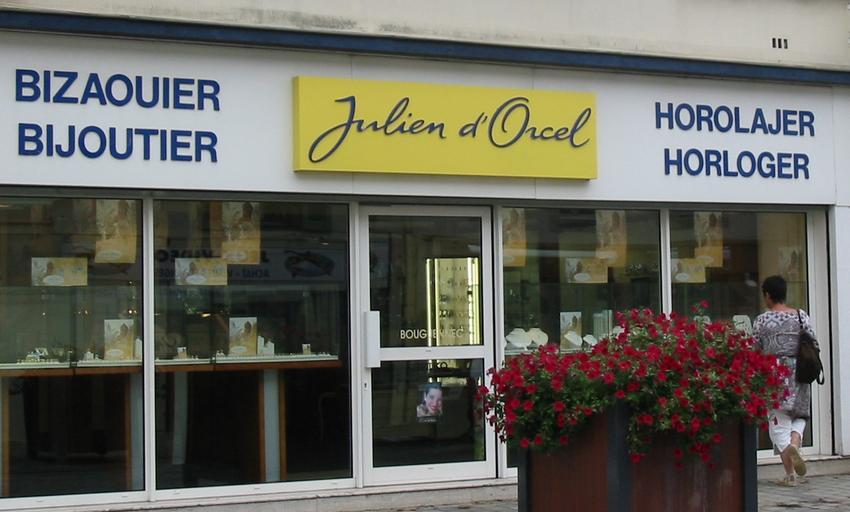 BIZAOUIER
BIJOUTIER
Julien d'Orcel
HOROLAJER
HORLOGER